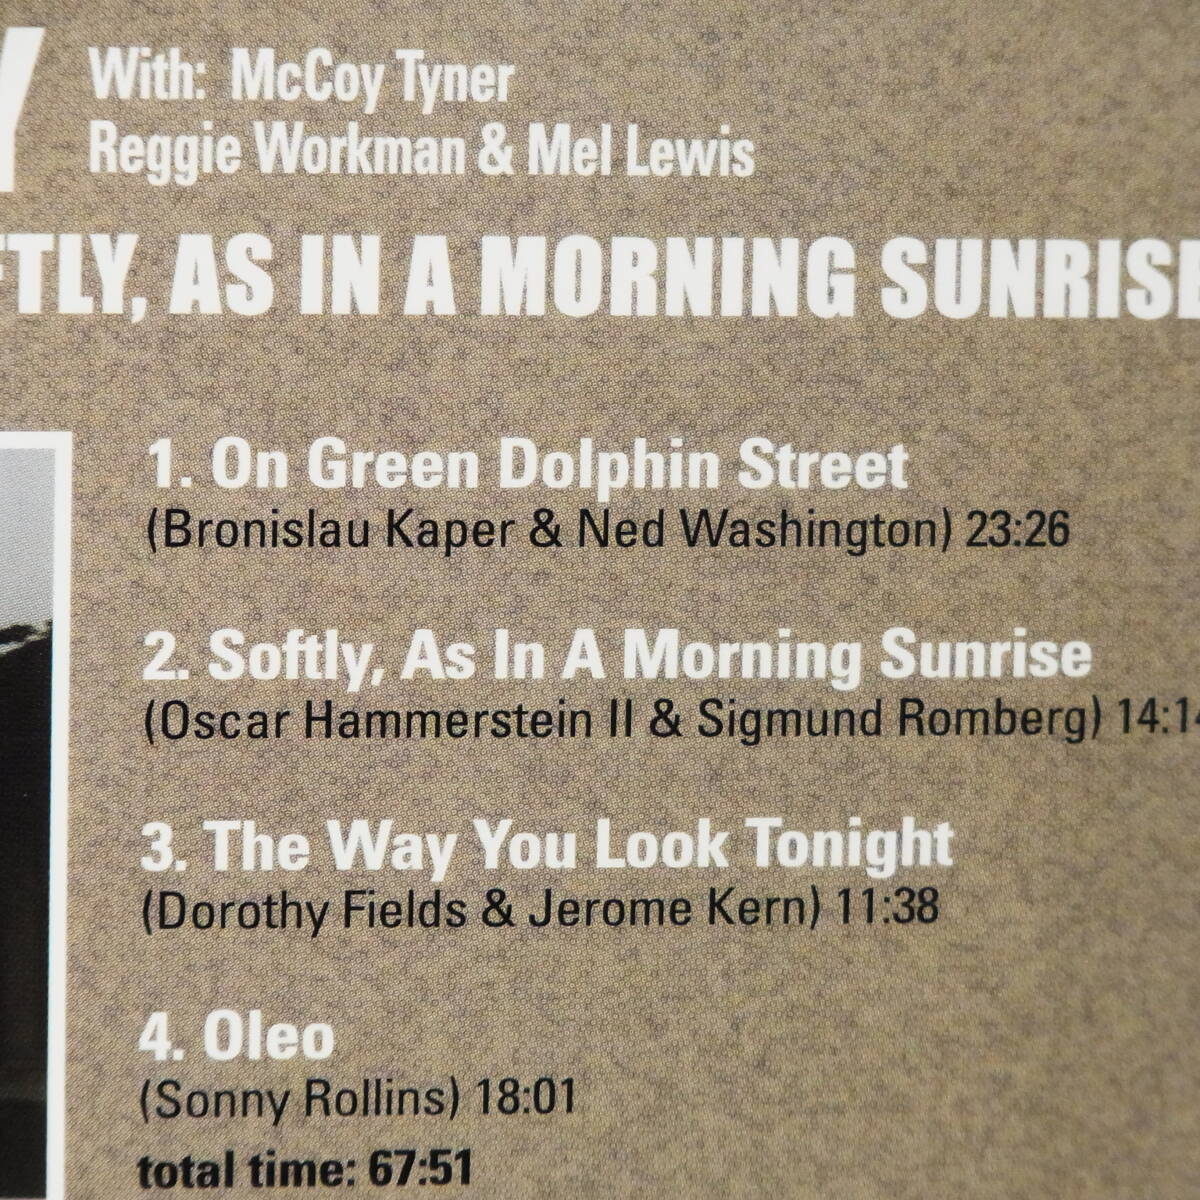 Y
With: McCoy Tyner
Reggie Workman & Mel Lewis
FTLY, AS IN A MORNING SUNRISE
1. On Green Dolphin Street
(Bronislau Kaper & Ned Washington) 23:26
2. Softly, As In A Morning Sunrise
(Oscar Hammerstein II & Sigmund Romberg) 14:14
3. The Way You Look Tonight
(Dorothy Fields & Jerome Kern) 11:38
4. Oleo
(Sonny Rollins) 18:01
total time: 67:51